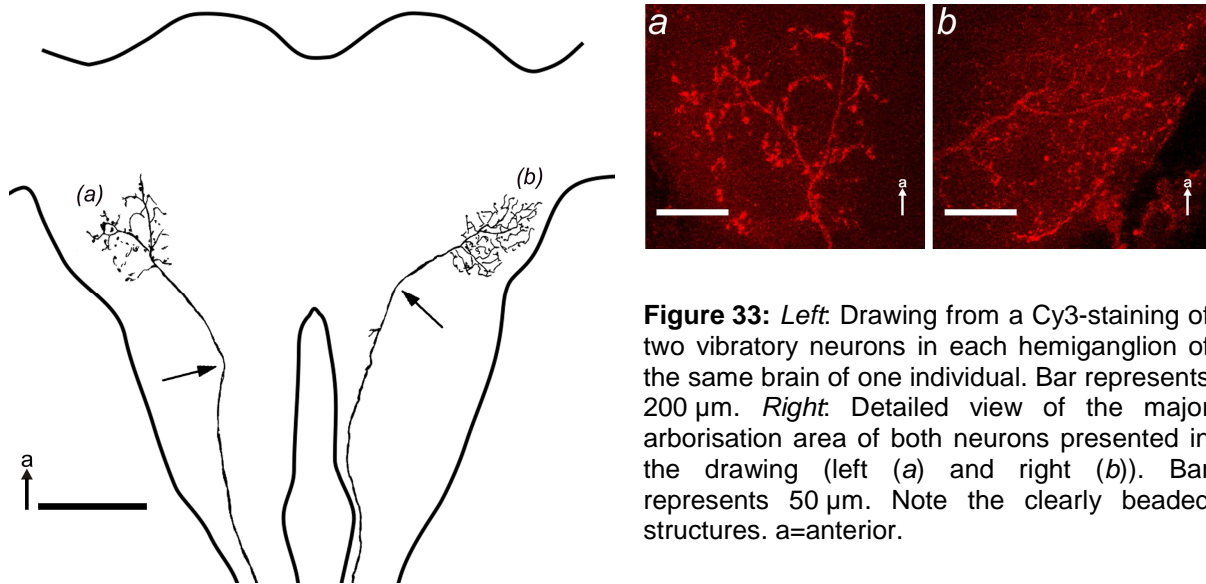 (a)
(b)
a
a
b
a
a
Figure 33: Left: Drawing from a Cy3-staining of
two vibratory neurons in each hemiganglion of
the same brain of one individual. Bar represents
200 µm. Right: Detailed view of the major
arborisation area of both neurons presented in
the drawing (left (a) and right (b)). Bar
represents 50 µm. Note the clearly beaded
structures. a=anterior.